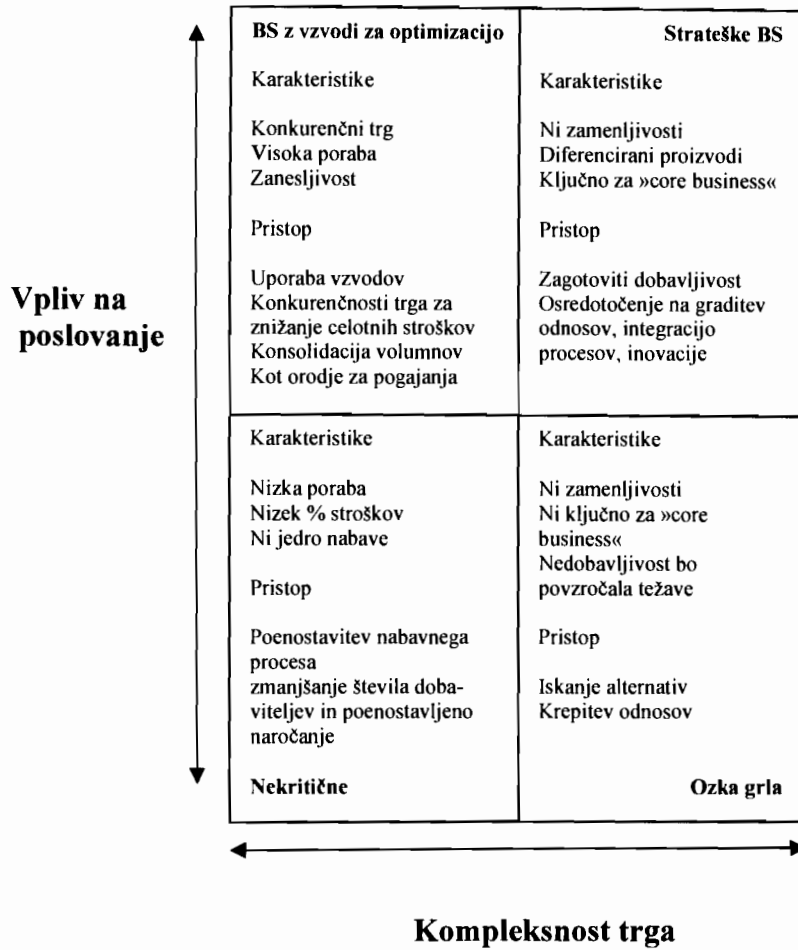 BS z vzvodi za optimizacijo
Karakteristike
Konkurenčni trg
Visoka poraba
Zanesljivost
Pristop
Uporaba vzvodov
Konkurenčnosti trga za
znižanje celotnih stroškov
Konsolidacija volumnov
Kot orodje za pogajanja
Strateške BS
Karakteristike
Ni zamenljivosti
Diferencirani proizvodi
Ključno za »core business«
Pristop
Zagotoviti dobavljivost
Osredotočenje na graditev
odnosov, integracijo
procesov, inovacije
Vpliv na
poslovanje
Karakteristike
Nizka poraba
Nizek % stroškov
Ni jedro nabave
Pristop
Poenostavitev nabavnega
procesa
zmanjšanje števila doba-
viteljev in poenostavljeno
naročanje
Nekritične
Karakteristike
Ni zamenljivosti
Ni ključno za »core
business«
Nedobavljivost bo
povzročala težave
Pristop
Iskanje alternativ
Krepitev odnosov
Ozka grla
Kompleksnost trga